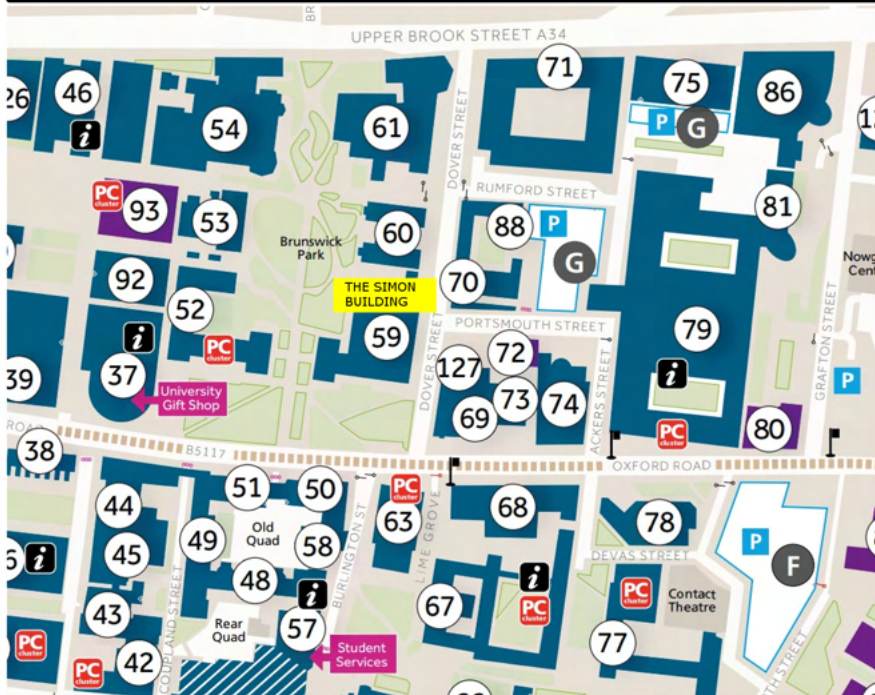 UPPER BROOK STREET A34
71
75
46
26
86
P
G
54
61
DOVER STREET
i
RUMFORD STREET
PC
cluster
93
53
88
P
81
60
Brunswick
Park
G
92
70
THE SIMON
BUILDING
52
PORTSMOUTH STREET
79
59
i
37
PC
cluster
72
127
39
University
Gift Shop
DOVER STREET
73
69
74
ACKERS STREET
i
GRAFTON STREET
P
PC
cluster
80
ROAD
38
B5117
OXFORD ROAD
51
50
44
PC
cluster
63
68
78
Old
Quad
49
58
45
i
BURLINGTON ST
LIME GROVE
DEVAS STREET
P
F
48
i
i
PC
cluster
PC
cluster
Contact
Theatre
43
67
COUPLAND STREET
Rear
Quad
57
PC
cluster
42
PC
cluster
Student
Services
77